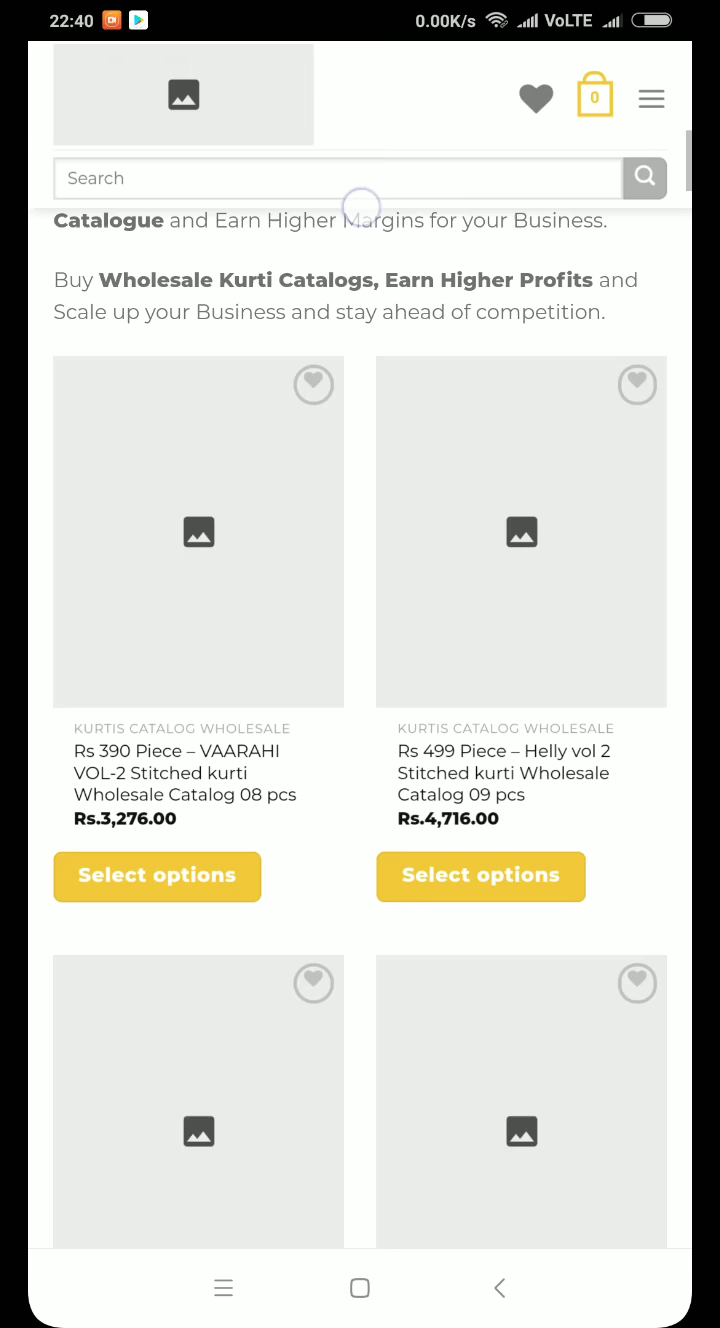 22:40
0.00K/s VoLTE
0
Search
Catalogue and Earn Higher Margins for your Business.
Buy Wholesale Kurti Catalogs, Earn Higher Profits and
Scale up your Business and stay ahead of competition.
KURTIS CATALOG WHOLESALE
Rs 390 Piece – VAARAHI
VOL-2 Stitched kurti
Wholesale Catalog 08 pcs
Rs.3,276.00
Select options
KURTIS CATALOG WHOLESALE
Rs 499 Piece – Helly vol 2
Stitched kurti Wholesale
Catalog 09 pcs
Rs.4,716.00
Select options